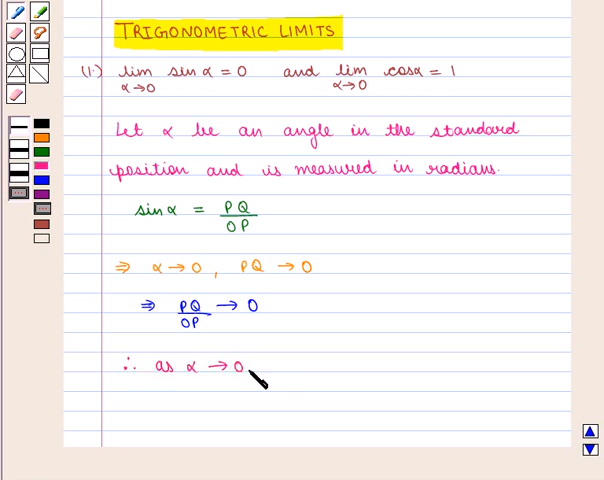 TRIGONOMETRIC LIMITS
(1.) lim sin α = 0 and lim cos α = 1
α→0 α→0
Let α be an angle in the standard
position and is measured in radians.
sin α = PQ
OP
⇒ α → 0, PQ → 0
⇒ PQ → 0
OP
∴ as α → 0